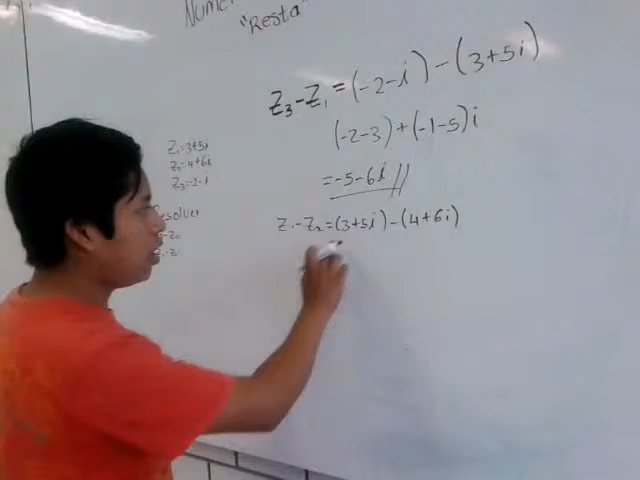 "Resta"
Z₃-Z₁=(-2-i)-(3+5i)
(-2-3)+(-1-5)i
=-5-6i//
Z₁-Z₂=(3+5i)-(4+6i)
Z₁=3+5i
Z₂=4+6i
Z₃=-2-i
Resolver